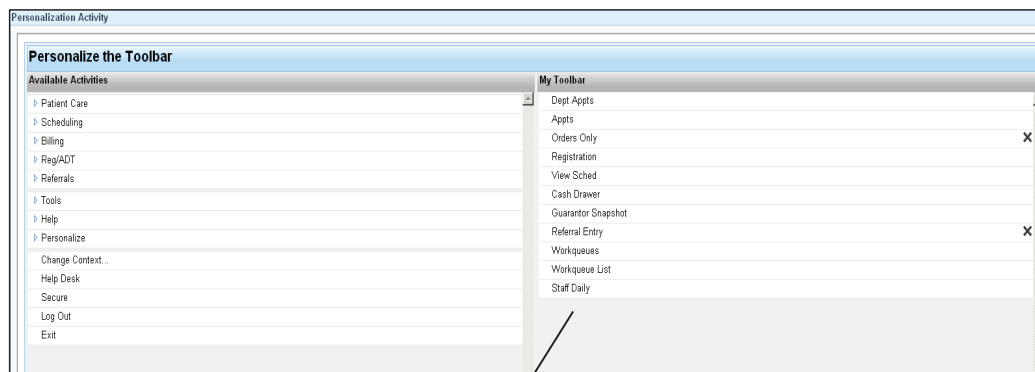 Personalization Activity
Personalize the Toolbar
Available Activities
Patient Care
Scheduling
Billing
Reg/ADT
Referrals
Tools
Help
Personalize
Change Context...
Help Desk
Secure
Log Out
Exit
My Toolbar
Dept Appts
Appts
Orders Only
Registration
View Sched
Cash Drawer
Guarantor Snapshot
Referral Entry
Workqueues
Workqueue List
Staff Daily